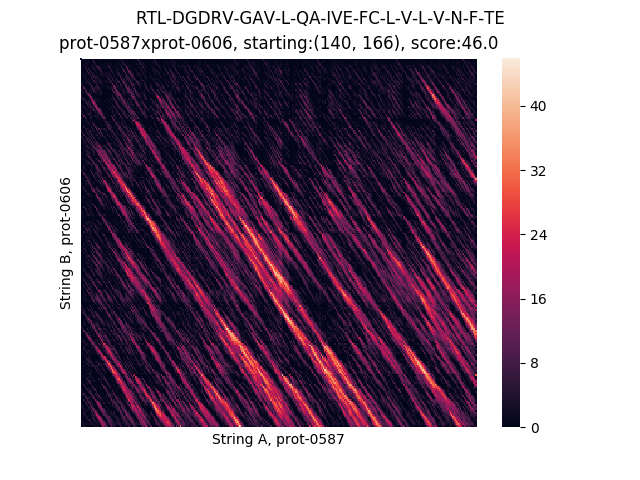 RTL-DGDRV-GAV-L-QA-IVE-FC-L-V-L-V-N-F-TE
prot-0587xprot-0606, starting:(140, 166), score:46.0
40
32
24
16
8
0
String B, prot-0606
String A, prot-0587